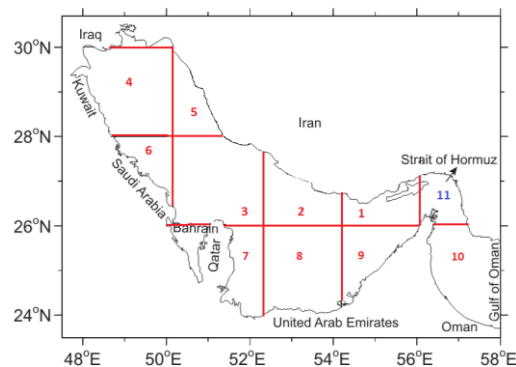 30°N
28°N
26°N
24°N
48°E
50°E
52°E
54°E
56°E
58°E
Iraq
Kuwait
Iran
Strait of Hormuz
Saudi Arabia
Bahrain
Qatar
United Arab Emirates
Oman
Gulf of Oman
4
5
6
3
2
1
11
7
8
9
10